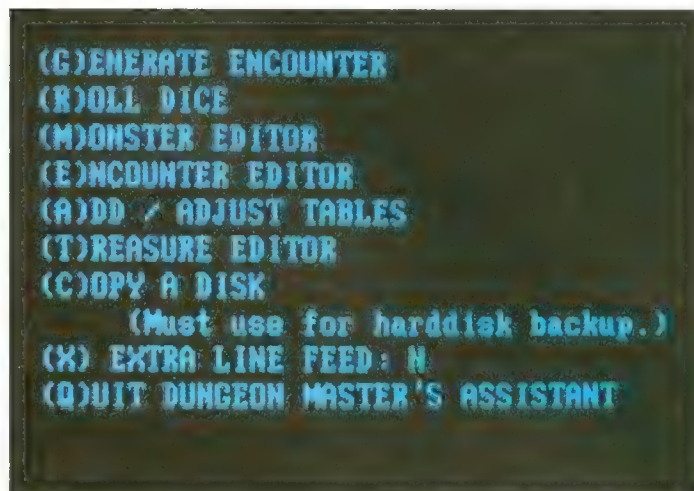 (G)ENERATE ENCOUNTER
(R)OLL DICE
(M)ONSTER EDITOR
(E)NCOUNTER EDITOR
(A)DD / ADJUST TABLES
(T)REASURE EDITOR
(C)OPY A DISK
(Must use for harddisk backup.)
(X) EXTRA LINE FEED: N
(Q)UIT DUNGEON MASTER'S ASSISTANT